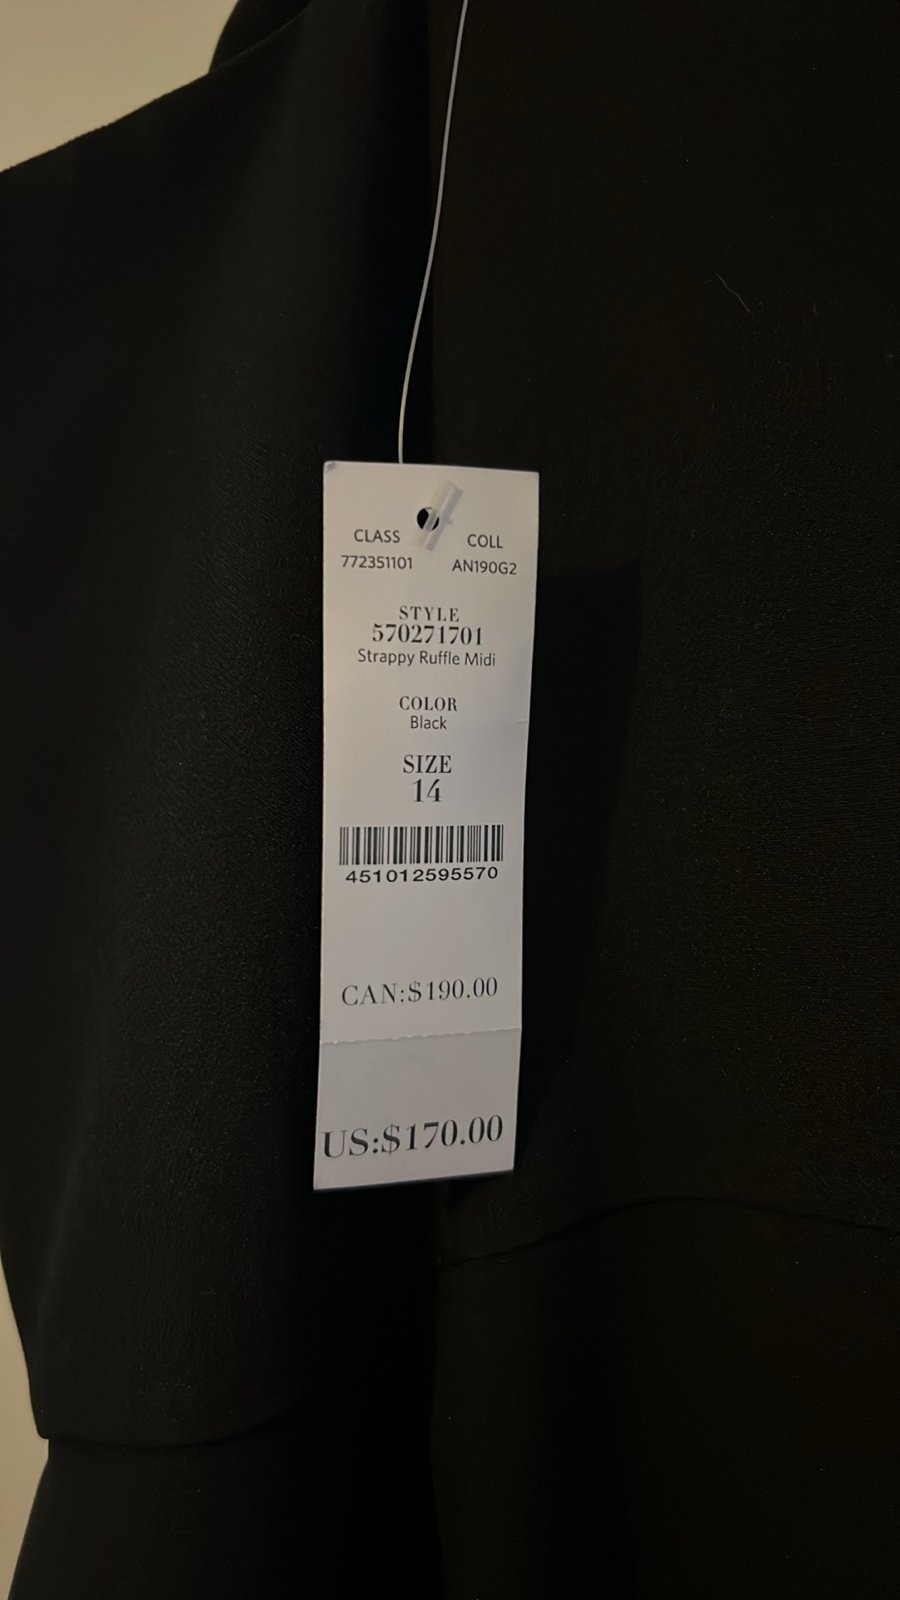 CLASS COLL
772351101 AN190G2
STYLE
570271701
Strappy Ruffle Midi
COLOR
Black
SIZE
14
451012595570
CAN:$190.00
US:$170.00